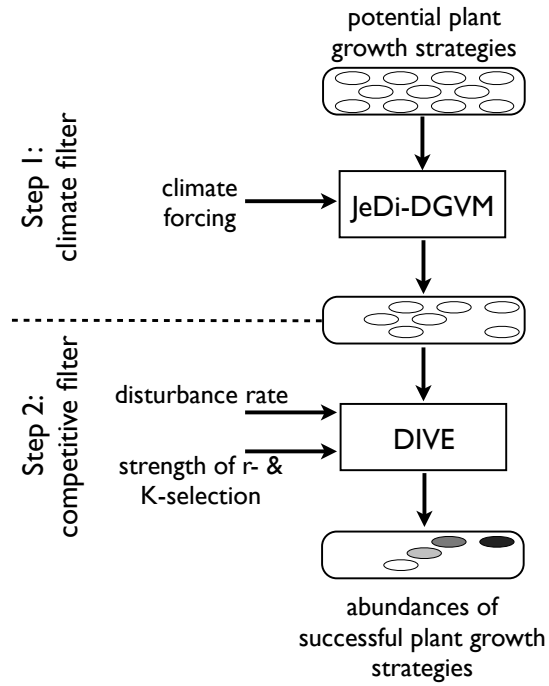 potential plant
growth strategies
Step 1:
climate filter
climate
forcing
JeDi-DGVM
Step 2:
competitive filter
disturbance rate
strength of r- &
K-selection
DIVE
abundances of
successful plant growth
strategies